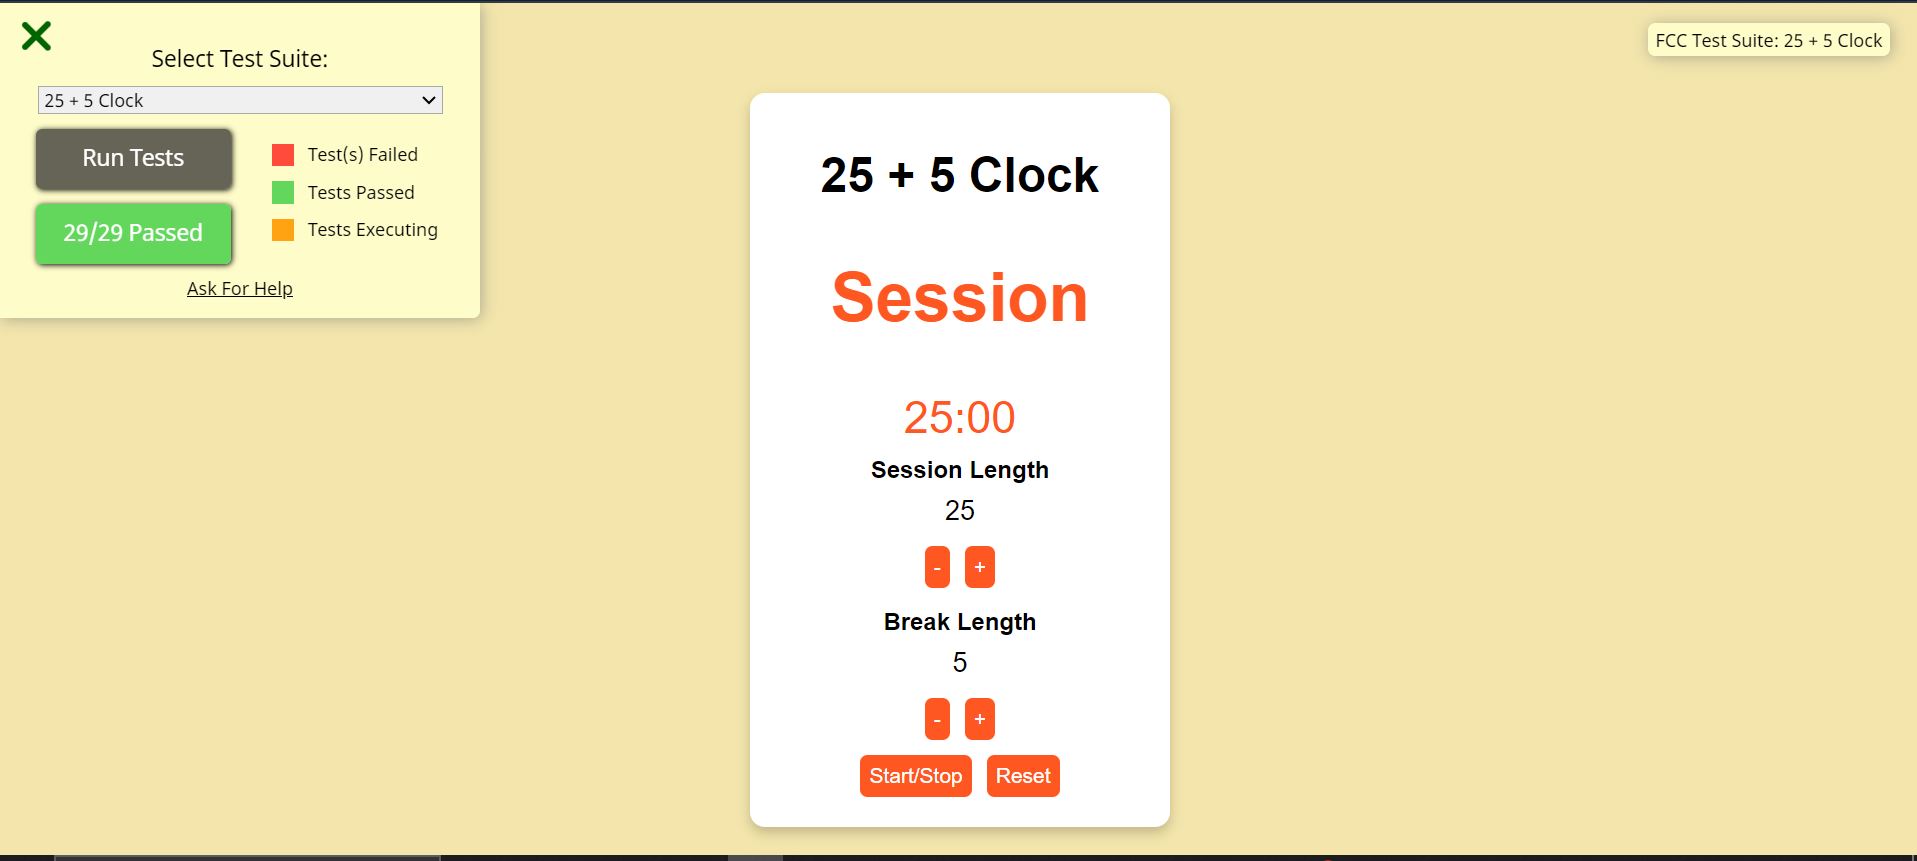 Select Test Suite:
25 + 5 Clock
Run Tests
Test(s) Failed
Tests Passed
29/29 Passed
Tests Executing
Ask For Help
FCC Test Suite: 25 + 5 Clock
25 + 5 Clock
Session
25:00
Session Length
25
- +
Break Length
5
- +
Start/Stop Reset